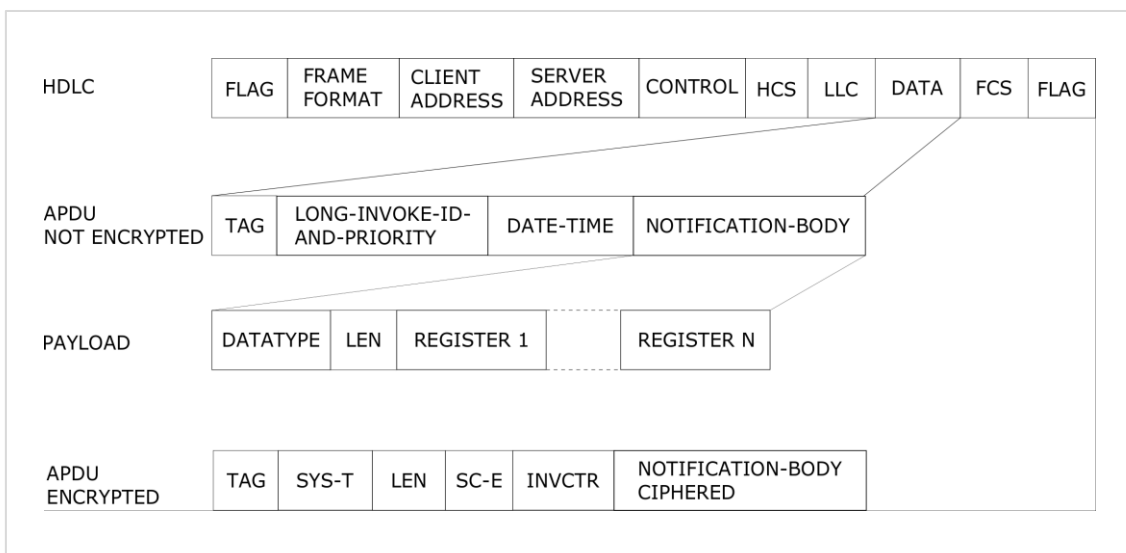 HDLC
FLAG
FRAME
FORMAT
CLIENT
ADDRESS
SERVER
ADDRESS
CONTROL
HCS
LLC
DATA
FCS
FLAG
APDU
NOT ENCRYPTED
TAG
LONG-INVOKE-ID-
AND-PRIORITY
DATE-TIME
NOTIFICATION-BODY
PAYLOAD
DATATYPE
LEN
REGISTER 1
REGISTER N
APDU
ENCRYPTED
TAG
SYS-T
LEN
SC-E
INVCTR
NOTIFICATION-BODY
CIPHERED